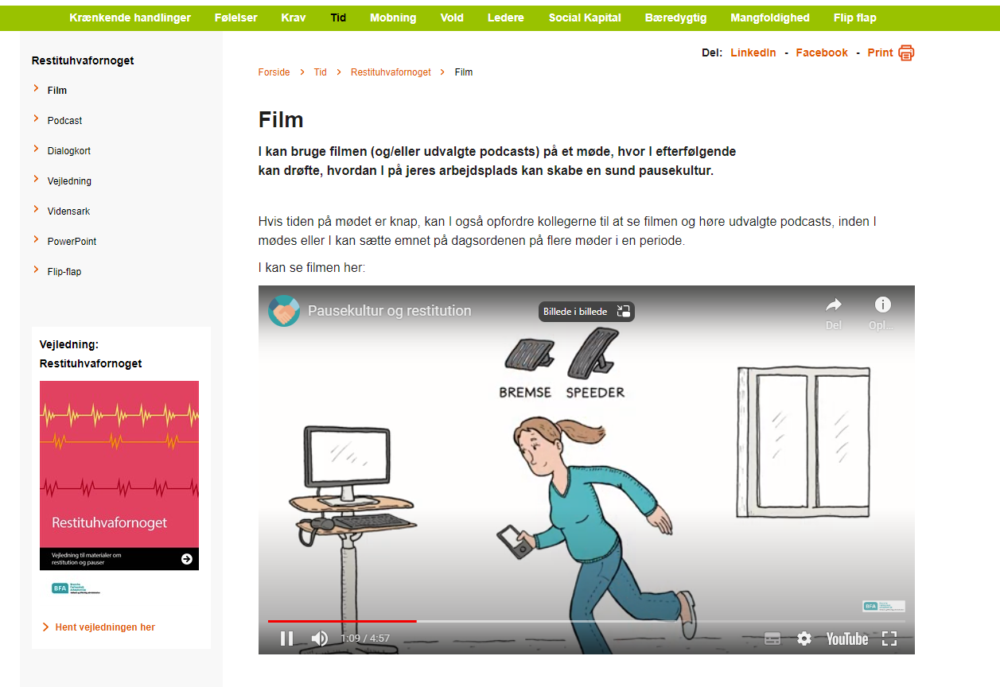 Krænkende handlinger Følelser Krav Tid Mobning Vold Ledere Social Kapital Bæredygtig Mangfoldighed Flip flap
Restituhvafornoget
Film
Podcast
Dialogkort
Vejledning
Vidensark
PowerPoint
Flip-flap
Vejledning:
Restituhvafornoget
Restituhvafornoget
Vejledning til materialer om
restitution og pauser
BFA
Hent vejledningen her
Del: LinkedIn - Facebook - Print
Forside > Tid > Restituhvafornoget > Film
Film
I kan bruge filmen (og/eller udvalgte podcasts) på et møde, hvor I efterfølgende
kan drøfte, hvordan I på jeres arbejdsplads kan skabe en sund pausekultur.
Hvis tiden på mødet er knap, kan I også opfordre kollegerne til at se filmen og høre udvalgte podcasts, inden I
mødes eller I kan sætte emnet på dagsordenen på flere møder i en periode.
I kan se filmen her:
Pausekultur og restitution
Billede i billede
Del
Opl...
BREMSE SPEEDER
BFA
1:09 / 4:57
YouTube